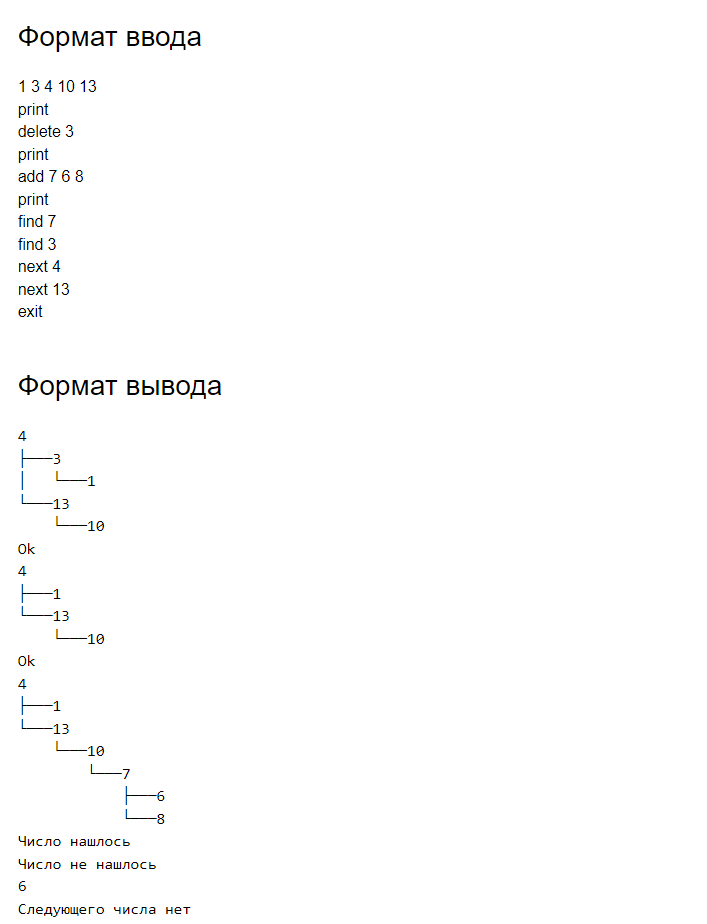 Формат ввода
1 3 4 10 13
print
delete 3
print
add 7 6 8
print
find 7
find 3
next 4
next 13
exit
Формат вывода
4
├───3
│   └───1
└───13
    └───10
Ok
4
├───1
└───13
    └───10
Ok
4
├───1
└───13
    └───10
        └───7
            ├───6
            └───8
Число нашлось
Число не нашлось
6
Следующего числа нет